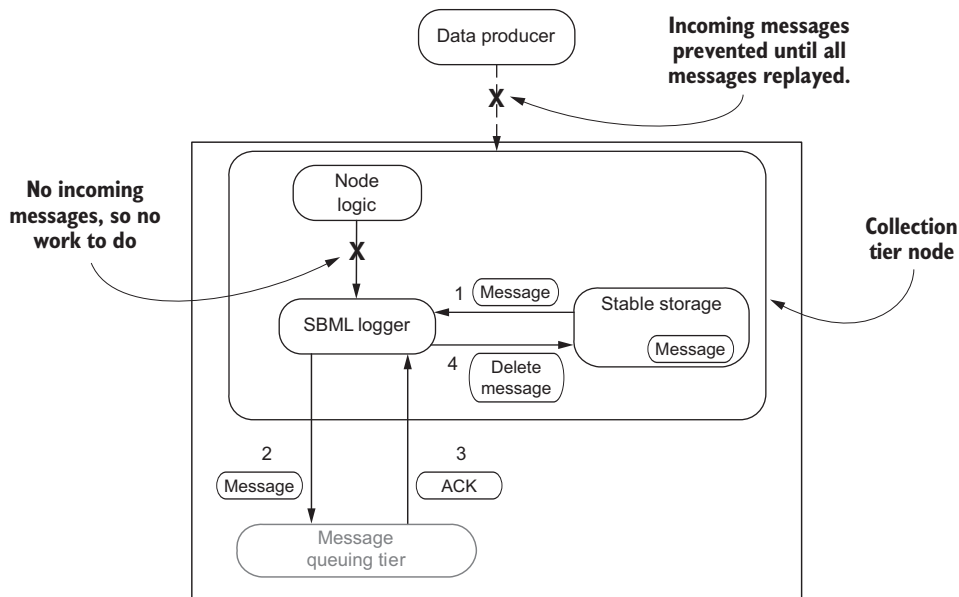 Data producer
Incoming messages
prevented until all
messages replayed.
X
Node
logic
No incoming
messages, so no
work to do
X
Collection
tier node
1
Message
Stable storage
SBML logger
Message
4
Delete
message
2
3
Message
ACK
Message
queuing tier